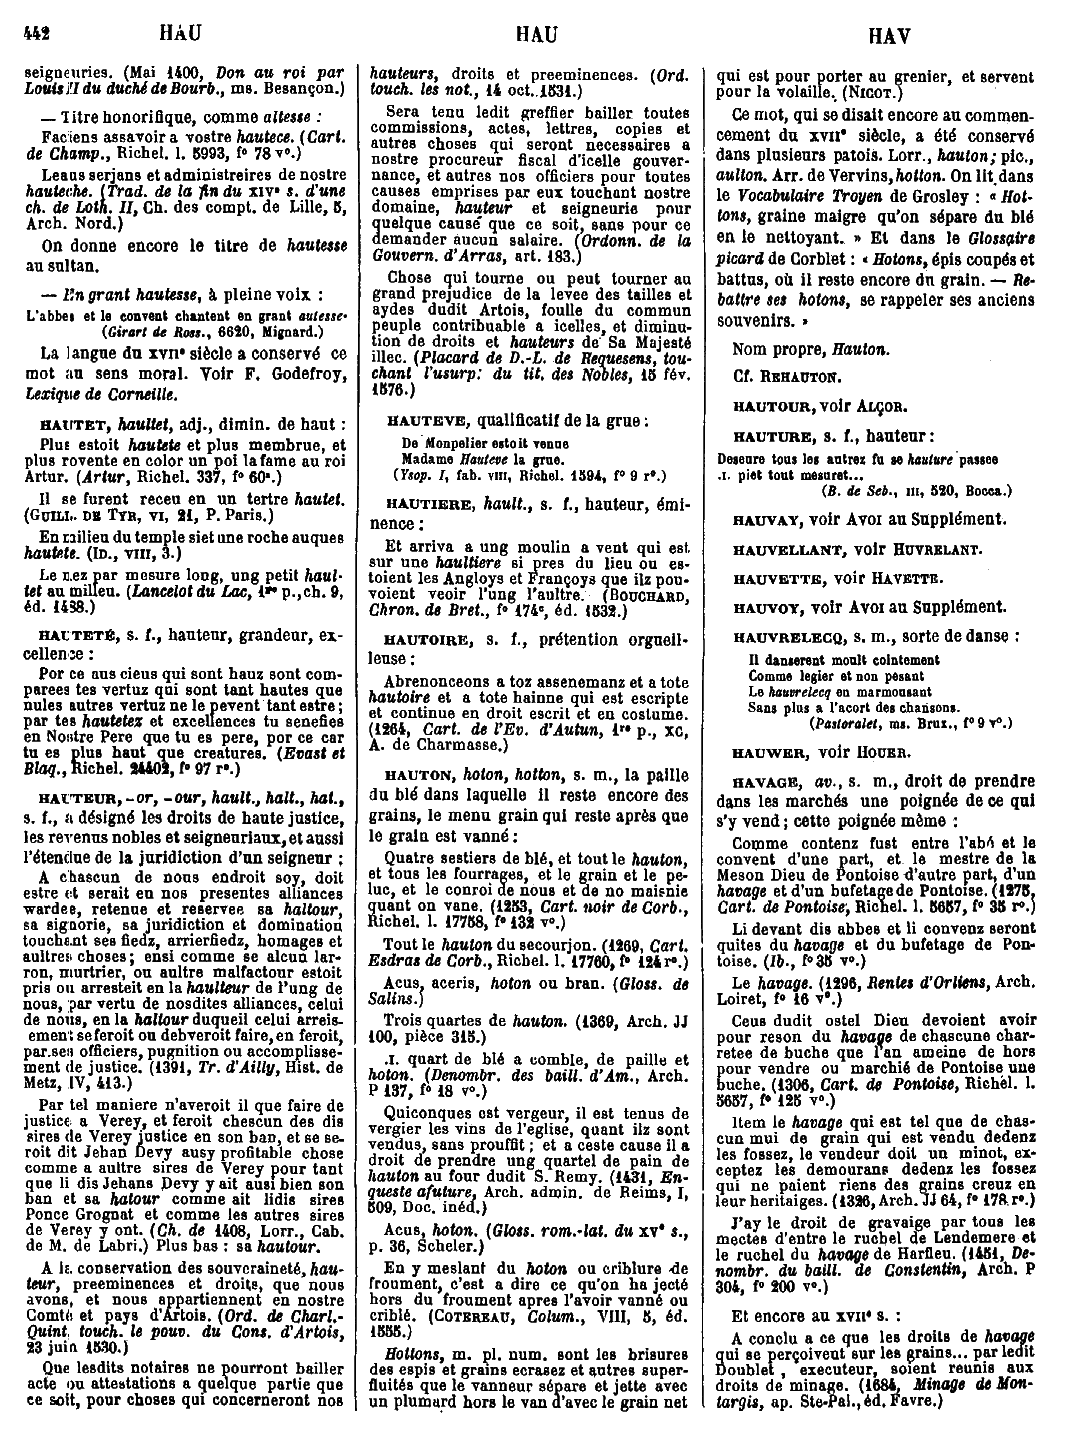 442 HAU HAU HAV
seigneuries. (Mai 1400, Don au roi par
Louis II du duché de Bourb., ms. Besançon.)
— Titre honorifique, comme altesse :
Faciens assavoir a vostre hautece. (Cart.
de Champ., Richel. l. 5993, f° 78 v°.)
Leaus serjans et administreires de nostre
hauteche. (Trad. de la fin du XIVe s. d'une
ch. de Loth. II, Ch. des compt. de Lille, 5,
Arch. Nord.)
On donne encore le titre de hautesse
au sultan.
— En grant hautesse, à pleine voix :
L'abbes et le convent chantent en grant autesse.
(Girart de Ross., 6620, Mignard.)
La langue du XVIIe siècle a conservé ce
mot au sens moral. Voir F. Godefroy,
Lexique de Corneille.
HAUTET, haultet, adj., dimin. de haut :
Plus estoit hautete et plus membrue, et
plus rovente en color un poi la fame au roi
Artur. (Artur, Richel. 337, f° 60a.)
Il se furent receu en un tertre hautet.
(GUILL. DE TYR, VI, 21, P. Paris.)
En milieu du temple siet une roche auques
hautete. (ID., VIII, 3.)
Le nez par mesure long, ung petit haul-
tet au milleu. (Lancelot du Lac, 1re p., ch. 9,
éd. 1488.)
HAUTETÉ, s. f., hauteur, grandeur, ex-
cellence :
Por ce aus cieus qui sont hauz sont com-
parees tes vertuz qui sont tant hautes que
nules autres vertuz ne le pevent tant estre ;
par tes hautetez et excellences tu senefies
en Nostre Pere que tu es pere, por ce car
tu es plus haut que creatures. (Evast et
Blaq., Richel. 24402, f° 97 r°.)
HAUTEUR, -or, -our, hault., halt., hat.,
s. f., a désigné les droits de haute justice,
les revenus nobles et seigneuriaux, et aussi
l'étendue de la juridiction d'un seigneur :
A chascun de nous endroit soy, doit
estre et serait en nos presentes alliances
wardee, retenue et reservee sa haltour,
sa signorie, sa juridiction et domination
touchant ses fiedz, arrierfiedz, homages et
aultres choses ; ensi comme se alcun lar-
ron, murtrier, ou aultre malfactour estoit
pris ou arresteit en la haulteur de l'ung de
nous, par vertu de nosdites alliances, celui
de nous, en la haltour duqueil celui arreis-
ement se feroit ou debveroit faire, en feroit,
par ses officiers, pugnition ou accomplisse-
ment de justice. (1391, Tr. d'Ailly, Hist. de
Metz, IV, 413.)
Par tel maniere n'averoit il que faire de
justice a Verey, et feroit chescun des dis
sires de Verey justice en son ban, et se se-
roit dit Jehan Devy ausy profitable chose
comme a aultre sires de Verey pour tant
que li dis Jehans Devy y ait ausi bien son
ban et sa hatour comme ait lidis sires
Ponce Grognat et comme les autres sires
de Verey y ont. (Ch. de 1408, Lorr., Cab.
de M. de Labri.) Plus bas : sa hautour.
A la conservation des souveraineté, hau-
teur, preeminences et droits, que nous
avons, et nous appartiennent en nostre
Comté et pays d'Artois. (Ord. de Charl.-
Quint touch. le pouv. du Cons. d'Artois,
23 juin 1530.)
Que lesdits notaires ne pourront bailler
acte ou attestations a quelque partie que
ce soit, pour choses qui concerneront nos
hauteurs, droits et preeminences. (Ord.
touch. les not., 14 oct. 1531.)
Sera tenu ledit greffier bailler toutes
commissions, actes, lettres, copies et
autres choses qui seront necessaires a
nostre procureur fiscal d'icelle gouver-
nance, et autres nos officiers pour toutes
causes emprises par eux touchant nostre
domaine, hauteur et seigneurie pour
quelque cause que ce soit, sans pour ce
demander aucun salaire. (Ordonn. de la
Gouvern. d'Arras, art. 183.)
Chose qui tourne ou peut tourner au
grand prejudice de la levee des tailles et
aydes dudit Artois, foulle du commun
peuple contribuable a icelles, et diminu-
tion de droits et hauteurs de Sa Majesté
illec. (Placard de D.-L. de Requesens, tou-
chant l'usurp. du tit. des Nobles, 15 fév.
1576.)
HAUTEVE, qualificatif de la grue :
De Monpelier estoit venue
Madame Hauteve la grue.
(Ysop. I, fab. VIII, Richel. 1594, f° 9 r°.)
HAUTIERE, hault., s. f., hauteur, émi-
nence :
Et arriva a ung moulin a vent qui est
sur une haultiere si pres du lieu ou es-
toient les Angloys et Françoys que ilz pou-
voient veoir l'ung l'aultre. (BOUCHARD,
Chron. de Bret., f° 174c, éd. 1532.)
HAUTOIRE, s. f., prétention orgueil-
leuse :
Abrenonceons a toz assenemanz et a tote
hautoire et a tote hainne qui est escripte
et continue en droit escrit et en costume.
(1264, Cart. de l'Ev. d'Autun, 1re p., XC,
A. de Charmasse.)
HAUTON, hoton, hotton, s. m., la paille
du blé dans laquelle il reste encore des
grains, le menu grain qui reste après que
le grain est vanné :
Quatre sestiers de blé, et tout le hauton,
et tous les fourrages, et le grain et le pe-
luc, et le conroi de nous et de no maisnie
quant on vane. (1253, Cart. noir de Corb.,
Richel. l. 17758, f° 132 v°.)
Tout le hauton du secourjon. (1269, Cart.
Esdras de Corb., Richel. l. 17760, f° 124 r°.)
Acus, aceris, hoton ou bran. (Gloss. de
Salins.)
Trois quartes de hauton. (1369, Arch. JJ
100, pièce 315.)
.I. quart de blé a comble, de paille et
hoton. (Denombr. des baill. d'Am., Arch.
P 137, f° 18 v°.)
Quiconques est vergeur, il est tenus de
vergier les vins de l'eglise, quant ilz sont
vendus, sans prouffit ; et a ceste cause il a
droit de prendre ung quartel de pain de
hauton au four dudit S. Remy. (1431, En-
queste afuture, Arch. admin. de Reims, I,
509, Doc. inéd.)
Acus, hoton. (Gloss. rom.-lat. du XVe s.,
p. 36, Scheler.)
En y meslant du hoton ou criblure de
froument, c'est a dire ce qu'on ha jecté
hors du froument apres l'avoir vanné ou
criblé. (COTEREAU, Colum., VIII, 5, éd.
1555.)
Hottons, m. pl. num. sont les brisures
des espis et grains ecrasez et autres super-
fluités que le vanneur sépare et jette avec
un plumard hors le van d'avec le grain net
qui est pour porter au grenier, et servent
pour la volaille. (NICOT.)
Ce mot, qui se disait encore au commen-
cement du XVIIe siècle, a été conservé
dans plusieurs patois. Lorr., hauton ; pic.,
aulton. Arr. de Vervins, hotton. On lit dans
le Vocabulaire Troyen de Grosley : « Hot-
tons, graine maigre qu'on sépare du blé
en le nettoyant. » Et dans le Glossaire
picard de Corblet : « Hotons, épis coupés et
battus, où il reste encore du grain. — Re-
battre ses hotons, se rappeler ses anciens
souvenirs. »
Nom propre, Hauton.
Cf. REHAUTON.
HAUTOUR, voir ALÇOR.
HAUTURE, s. f., hauteur :
Deseure tous les autrez fu se hauture passee
.I. piet tout mesuret...
(B. de Seb., III, 520, Bocca.)
HAUVAY, voir AVOI au Supplément.
HAUVELLANT, voir HUVRELANT.
HAUVETTE, voir HAVETTE.
HAUVOY, voir AVOI au Supplément.
HAUVRELECQ, s. m., sorte de danse :
Il danserent moult cointement
Comme legier et non pesant
Le hauvrelecq en marmousant
Sans plus a l'acort des chansons.
(Pastoralet, ms. Brux., f° 9 v°.)
HAUWER, voir HOUER.
HAVAGE, av., s. m., droit de prendre
dans les marchés une poignée de ce qui
s'y vend ; cette poignée même :
Comme contenz fust entre l'abé et le
convent d'une part, et le mestre de la
Meson Dieu de Pontoise d'autre part, d'un
havage et d'un bufetage de Pontoise. (1275,
Cart. de Pontoise, Richel. l. 5657, f° 35 r°.)
Li devant dis abbes et li convenz seront
quites du havage et du bufetage de Pon-
toise. (Ib., f° 35 v°.)
Le havage. (1296, Rentes d'Orliens, Arch.
Loiret, f° 16 v°.)
Ceus dudit ostel Dieu devoient avoir
pour reson du havage de chascune char-
retee de buche que l'an ameine de hors
pour vendre ou marchié de Pontoise une
buche. (1306, Cart. de Pontoise, Richel. l.
5657, f° 125 v°.)
Item le havage qui est tel que de chas-
cun mui de grain qui est vendu dedenz
les fossez, le vendeur doit un minot, ex-
ceptez les demourans dedenz les fossez
qui ne paient riens des grains creuz en
leur heritaiges. (1326, Arch. JJ 64, f° 178 r°.)
J'ay le droit de gravaige par tous les
mectes d'entre le ruchel de Lendemere et
le ruchel du havage de Harfleu. (1451, De-
nombr. du baill. de Constentin, Arch. P
304, f° 200 v°.)
Et encore au XVIIe s. :
A conclu a ce que les droits de havage
qui se perçoivent sur les grains... par ledit
Doublet, executeur, soient reunis aux
droits de minage. (1684, Minage de Mon-
targis, ap. Ste-Pal., éd. Favre.)